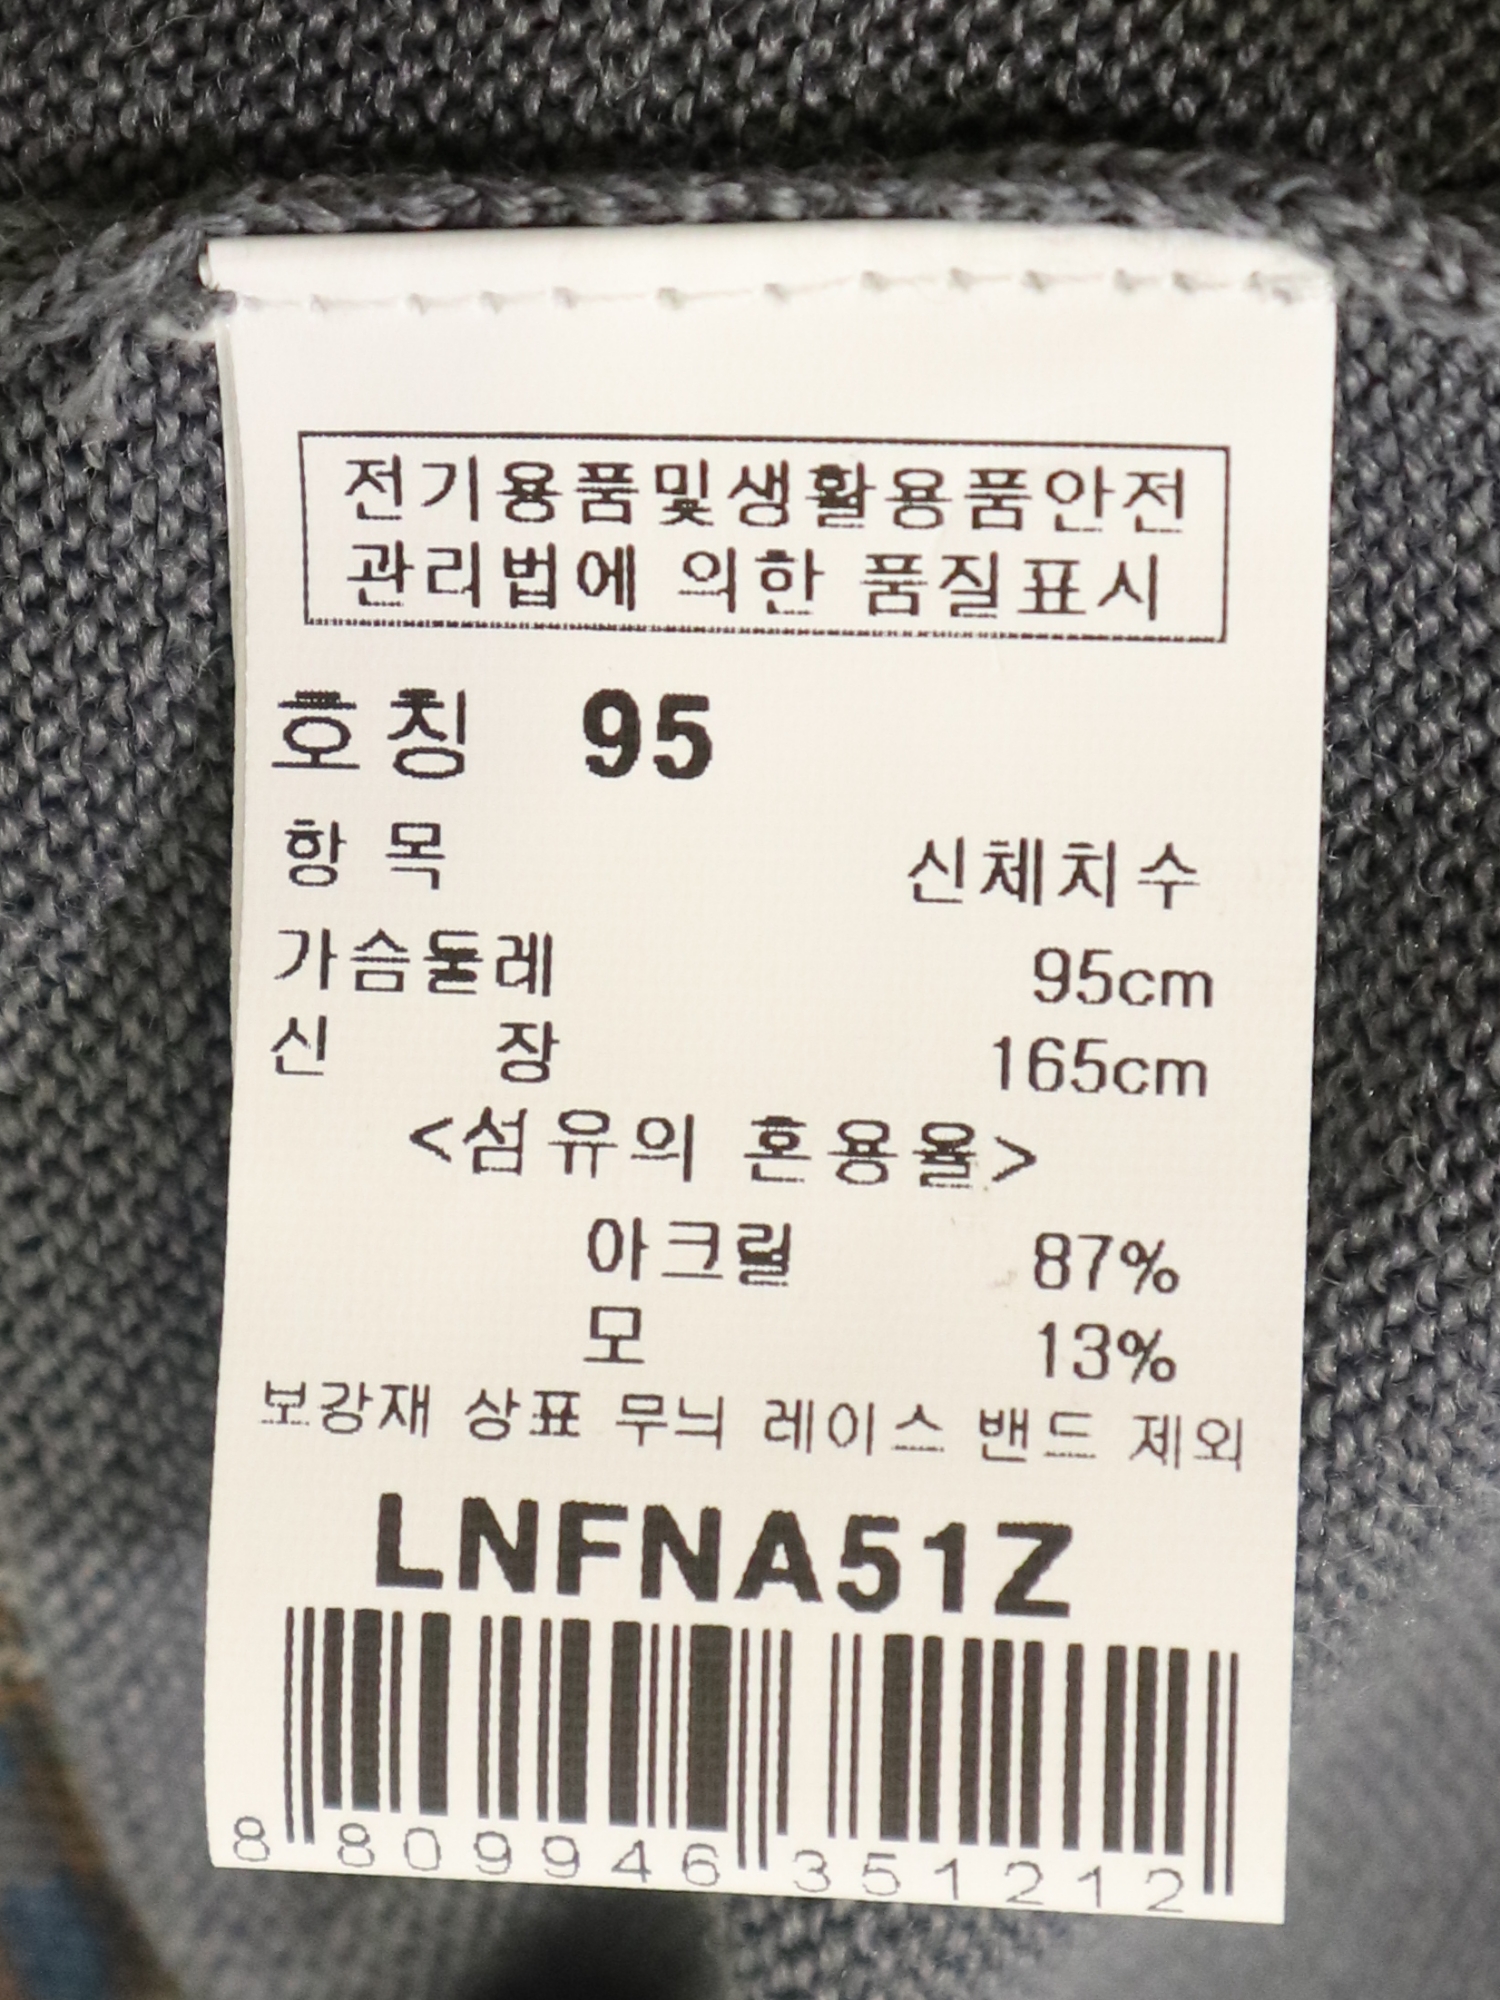 전기용품및생활용품안전
관리법에 의한 품질표시
호칭 95
항목 신체치수
가슴둘레 95cm
신장 165cm
<섬유의 혼용율>
아크릴 87%
모 13%
보강재 상표 무늬 레이스 밴드 제외
LNFNA51Z
8 809946 351212